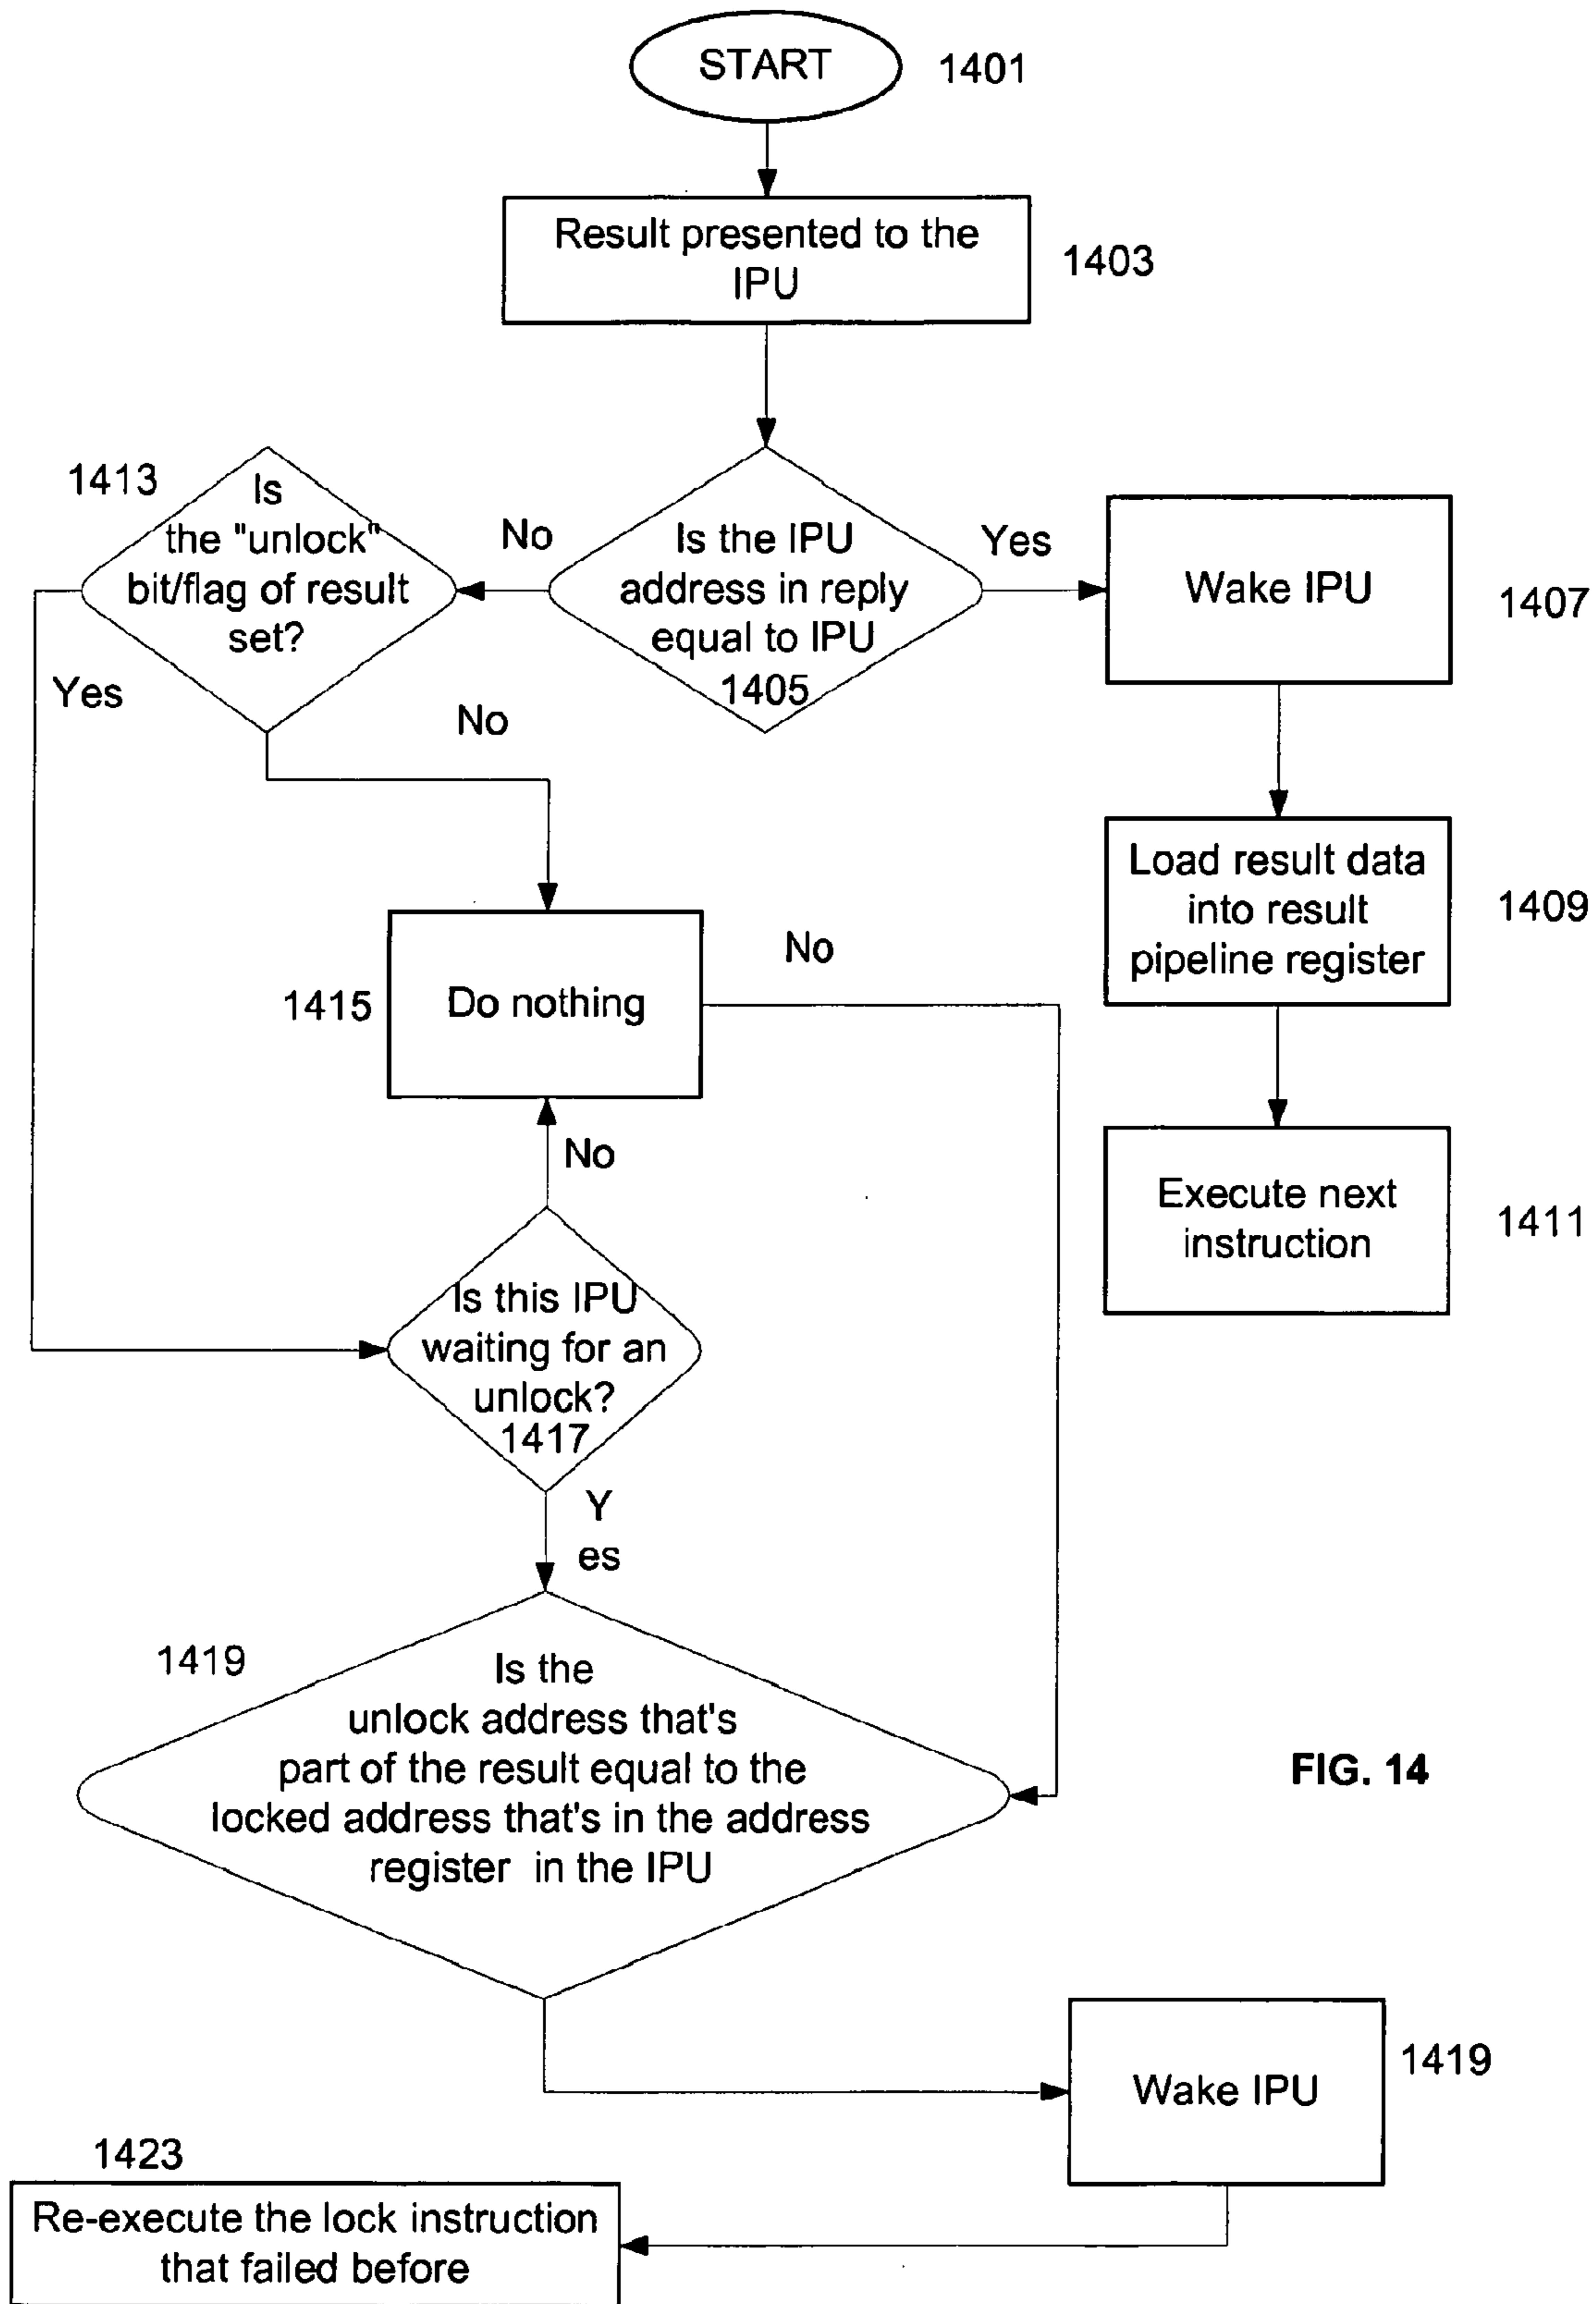 START
1401
Result presented to the
IPU
1403
1413
Is
the "unlock"
bit/flag of result
set?
No
Is the IPU
address in reply
equal to IPU
1405
Yes
Wake IPU
1407
Yes
No
Load result data
into result
pipeline register
1409
1415
Do nothing
No
Execute next
instruction
1411
No
Is this IPU
waiting for an
unlock?
1417
Y
es
1419
Is the
unlock address that's
part of the result equal to the
locked address that's in the address
register in the IPU
FIG. 14
Wake IPU
1419
1423
Re-execute the lock instruction
that failed before